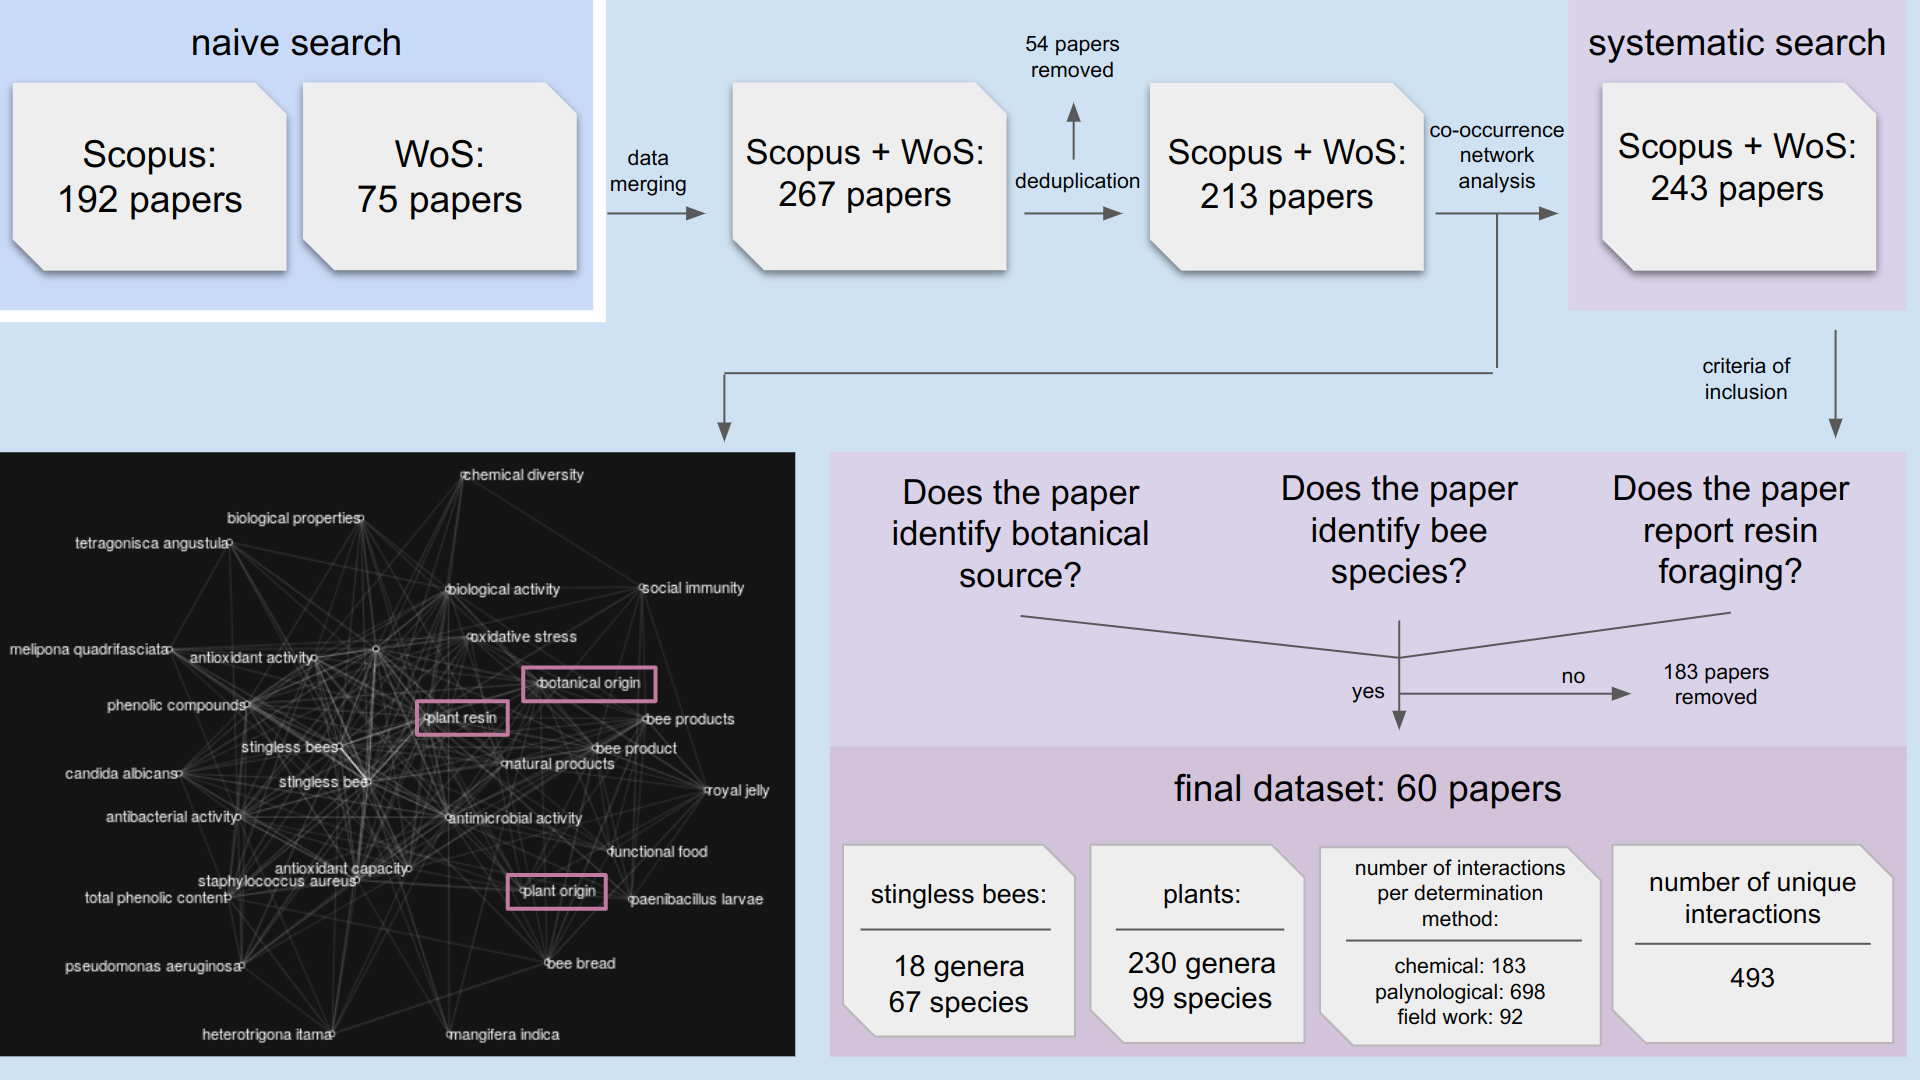 naive search
Scopus:
192 papers
WoS:
75 papers
data
merging
Scopus + WoS:
267 papers
54 papers
removed
deduplication
Scopus + WoS:
213 papers
co-occurrence
network
analysis
systematic search
Scopus + WoS:
243 papers
criteria of
inclusion
chemical diversity
biological properties
tetragonisca angustula
biological activity
social immunity
oxidative stress
melipona quadrifasciata
antioxidant activity
botanical origin
phenolic compounds
plant resin
bee products
stingless bees
bee product
natural products
candida albicans
stingless bee
royal jelly
antibacterial activity
antimicrobial activity
functional food
antioxidant capacity
staphylococcus aureus
plant origin
total phenolic content
paenibacillus larvae
pseudomonas aeruginosa
bee bread
heterotrigona itama
mangifera indica
Does the paper
identify botanical
source?
Does the paper
identify bee
species?
Does the paper
report resin
foraging?
yes
no
183 papers
removed
final dataset: 60 papers
stingless bees:
18 genera
67 species
plants:
230 genera
99 species
number of interactions
per determination
method:
chemical: 183
palynological: 698
field work: 92
number of unique
interactions
493